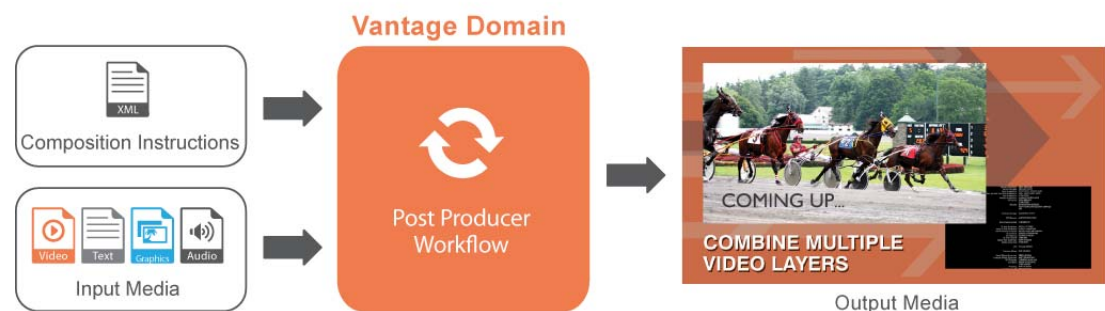 Vantage Domain
XML
Composition Instructions
Video
Text
Graphics
Audio
Input Media
Post Producer
Workflow
COMING UP...
COMBINE MULTIPLE
VIDEO LAYERS
Output Media